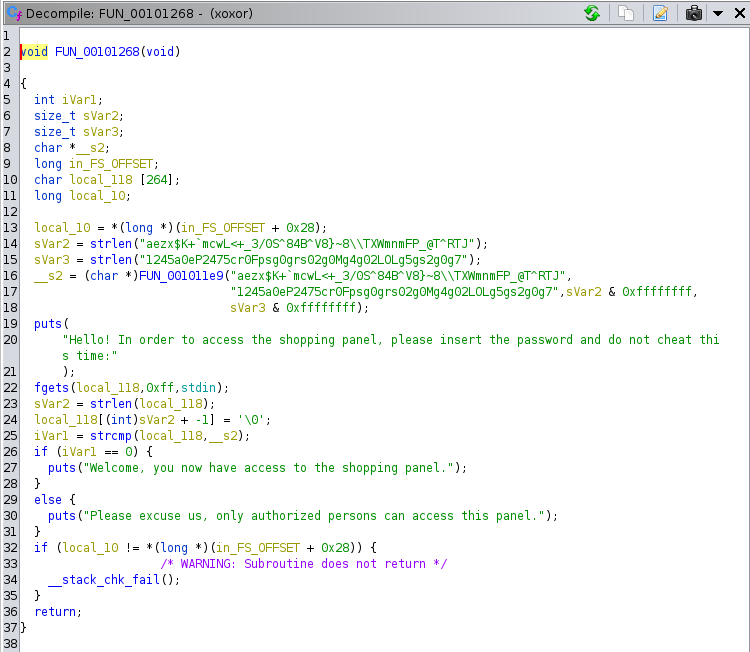 Decompile: FUN_00101268 - (xoxor)
1
2 void FUN_00101268(void)
3
4 {
5 int iVar1;
6 size_t sVar2;
7 size_t sVar3;
8 char *__s2;
9 long in_FS_OFFSET;
10 char local_118 [264];
11 long local_10;
12
13 local_10 = *(long *)(in_FS_OFFSET + 0x28);
14 sVar2 = strlen("aezx$K+`mcwL<+_3/0S^84B^V8}~8\\TXWmnmFP_@T^RTJ");
15 sVar3 = strlen("1245a0eP2475cr0Fpsg0grs02g0Mg4g02LOLg5gs2g0g7");
16 __s2 = (char *)FUN_001011e9("aezx$K+`mcwL<+_3/0S^84B^V8}~8\\TXWmnmFP_@T^RTJ",
17 "1245a0eP2475cr0Fpsg0grs02g0Mg4g02LOLg5gs2g0g7",sVar2 & 0xffffffff,
18 sVar3 & 0xffffffff);
19 puts(
20 "Hello! In order to access the shopping panel, please insert the password and do not cheat thi
s time:"
21 );
22 fgets(local_118,0xff,stdin);
23 sVar2 = strlen(local_118);
24 local_118[(int)sVar2 + -1] = '\0';
25 iVar1 = strcmp(local_118,__s2);
26 if (iVar1 == 0) {
27 puts("Welcome, you now have access to the shopping panel.");
28 }
29 else {
30 puts("Please excuse us, only authorized persons can access this panel.");
31 }
32 if (local_10 != *(long *)(in_FS_OFFSET + 0x28)) {
33 /* WARNING: Subroutine does not return */
34 __stack_chk_fail();
35 }
36 return;
37 }
38